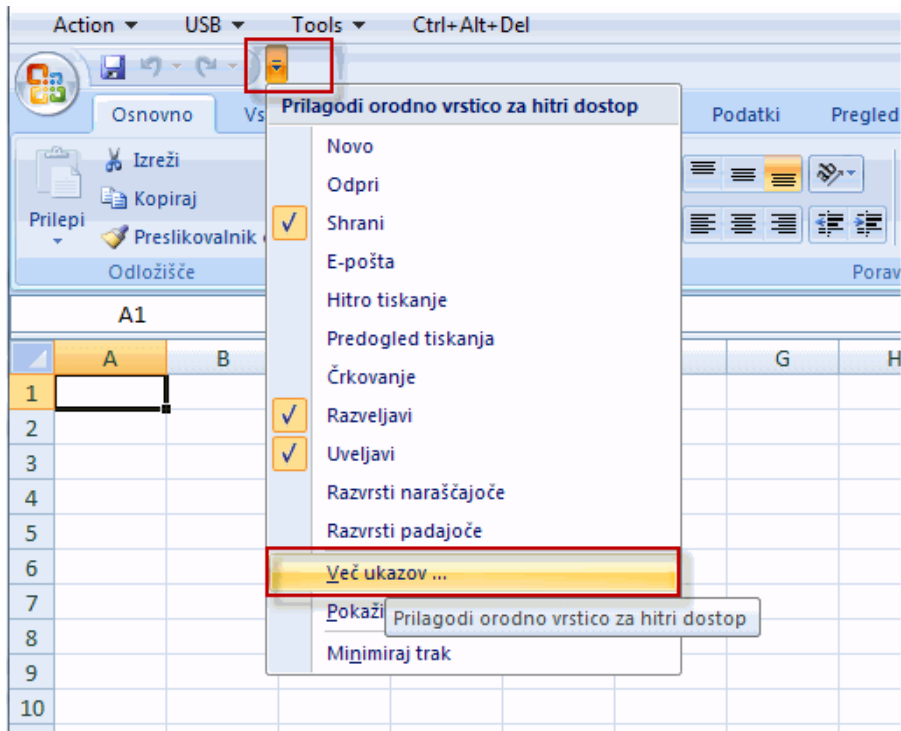 Action USB Tools Ctrl+Alt+Del
Prilagodi orodno vrstico za hitri dostop
Osnovno Vs Podatki Pregled
Izreži
Kopiraj
Prilepi
Preslikovalnik
Odložišče
Porav
Novo
Odpri
Shrani
E-pošta
Hitro tiskanje
Predogled tiskanja
Črkovanje
Razveljavi
Uveljavi
Razvrsti naraščajoče
Razvrsti padajoče
Več ukazov ...
Pokaži
Prilagodi orodno vrstico za hitri dostop
Minimiraj trak
A1
A B G H
1
2
3
4
5
6
7
8
9
10